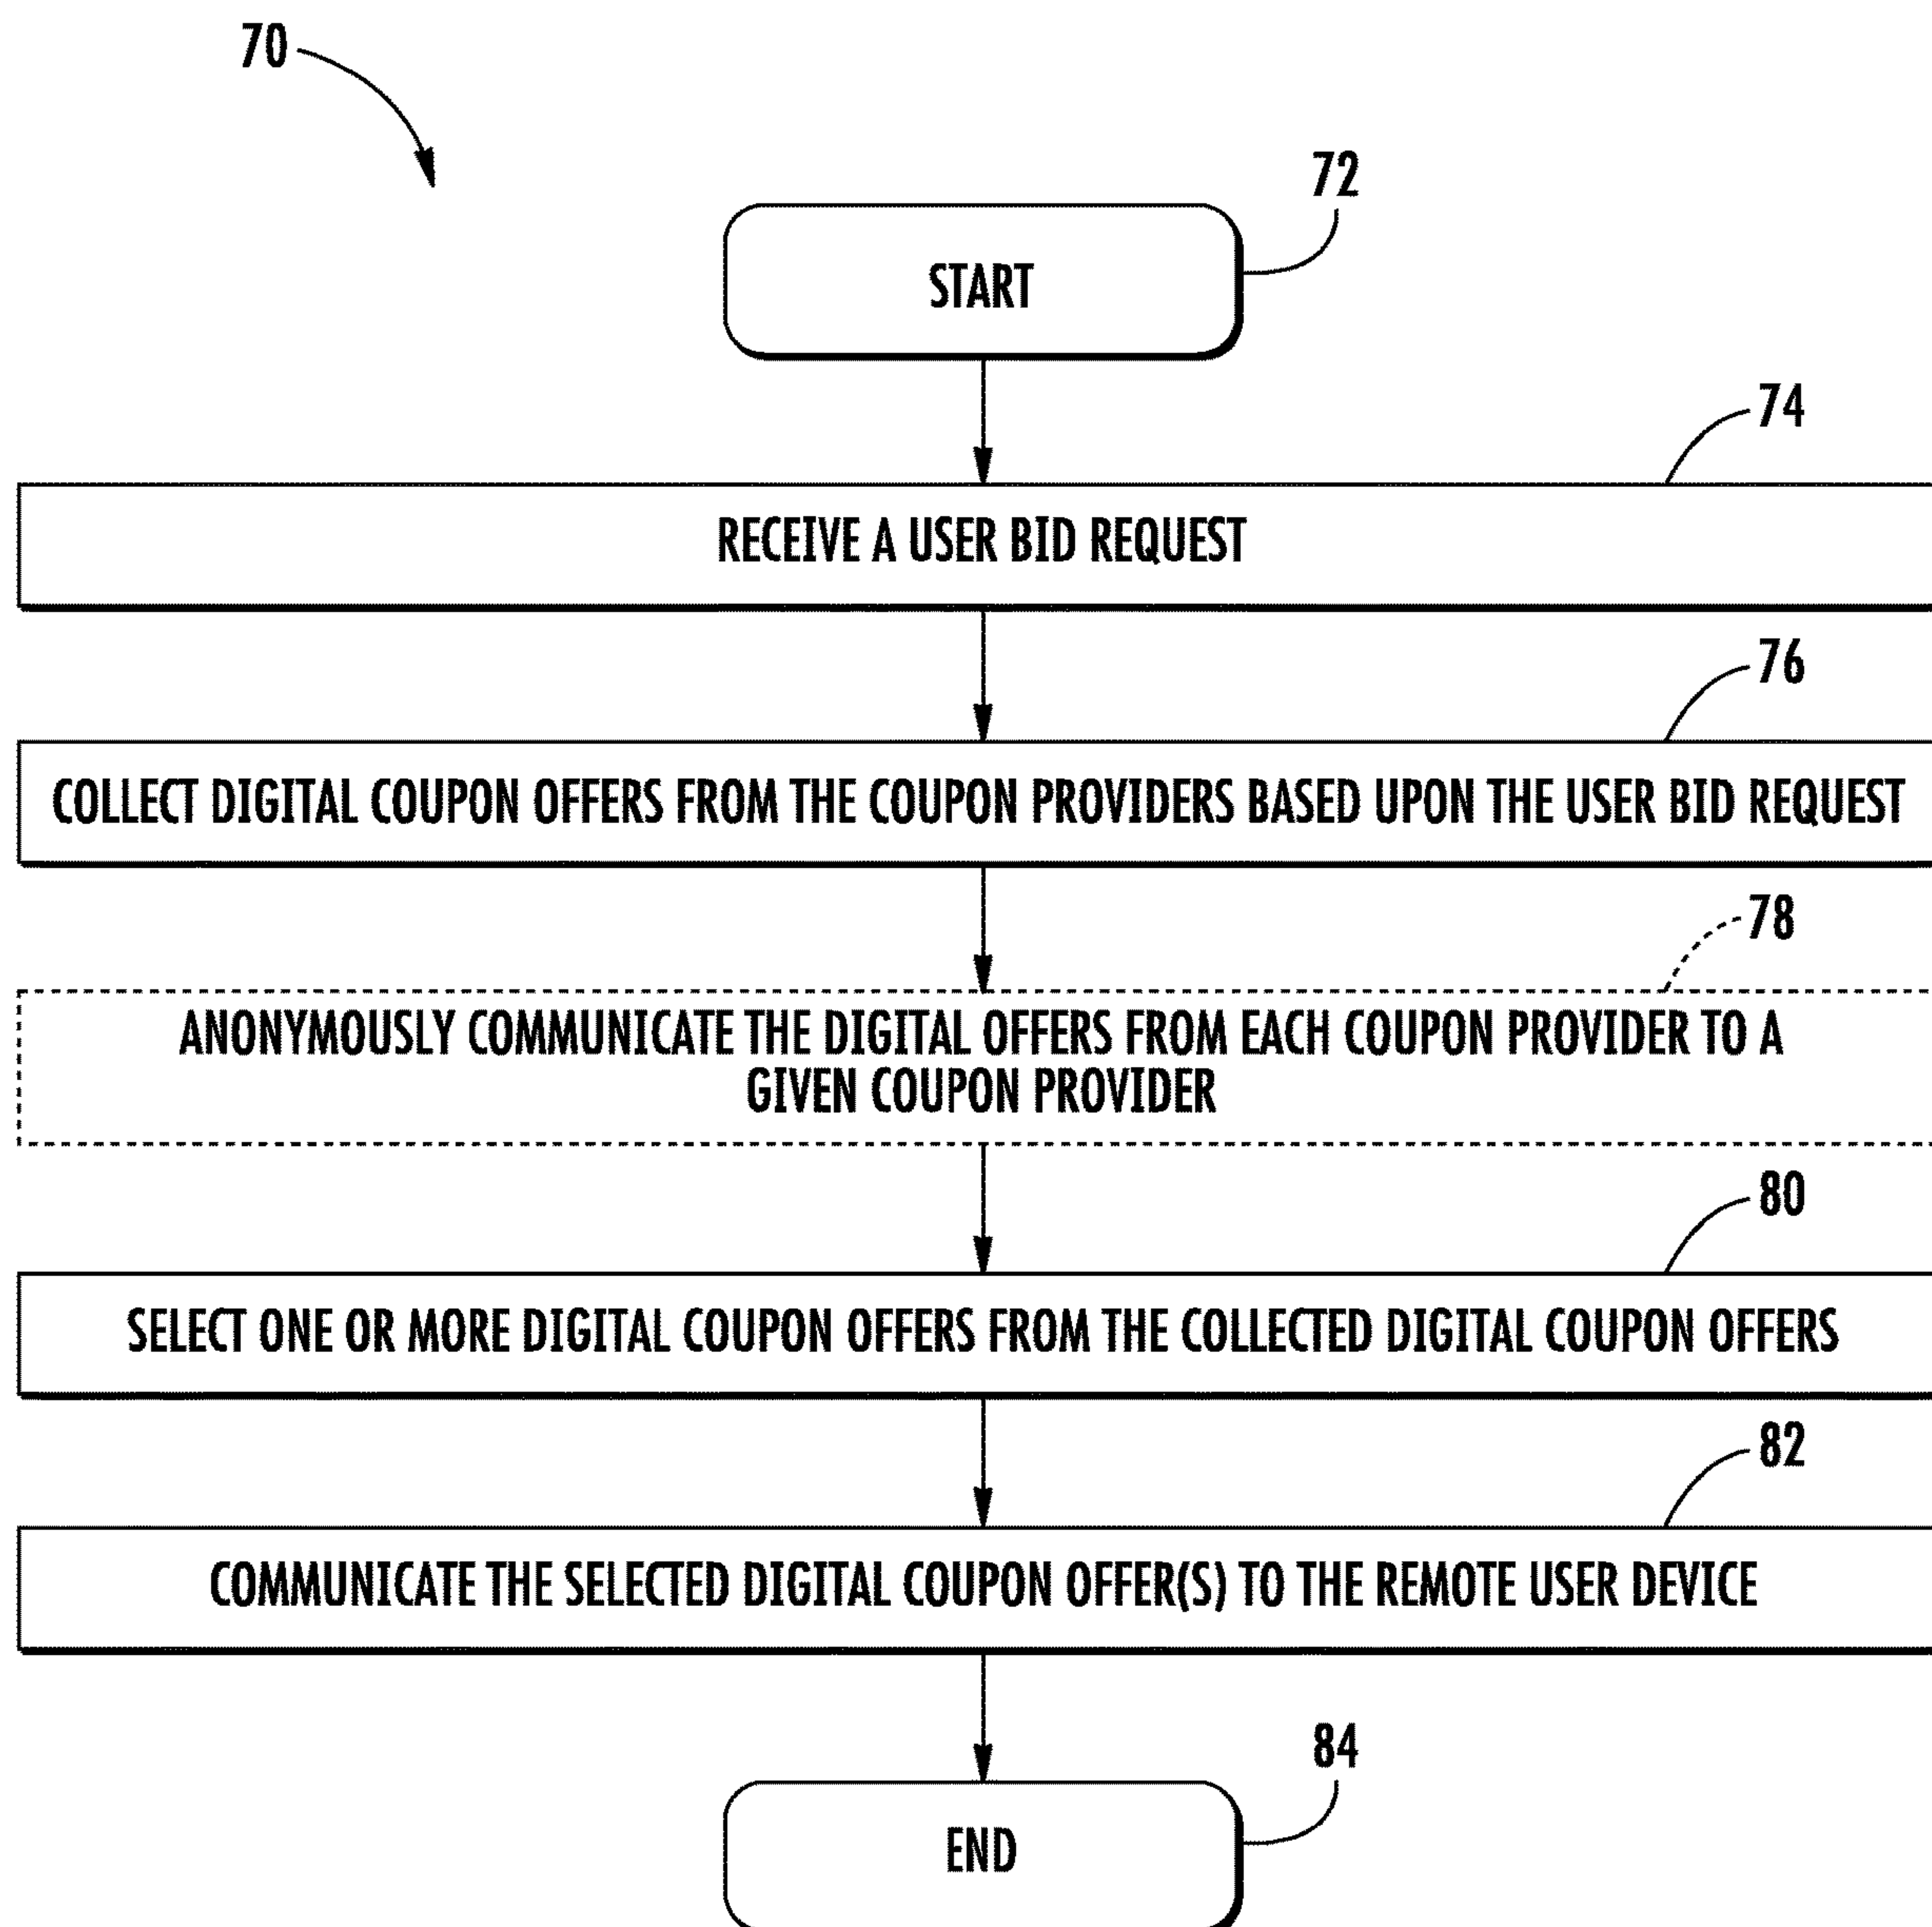 70
72
START
74
RECEIVE A USER BID REQUEST
76
COLLECT DIGITAL COUPON OFFERS FROM THE COUPON PROVIDERS BASED UPON THE USER BID REQUEST
78
ANONYMOUSLY COMMUNICATE THE DIGITAL OFFERS FROM EACH COUPON PROVIDER TO A
GIVEN COUPON PROVIDER
80
SELECT ONE OR MORE DIGITAL COUPON OFFERS FROM THE COLLECTED DIGITAL COUPON OFFERS
82
COMMUNICATE THE SELECTED DIGITAL COUPON OFFER(S) TO THE REMOTE USER DEVICE
84
END